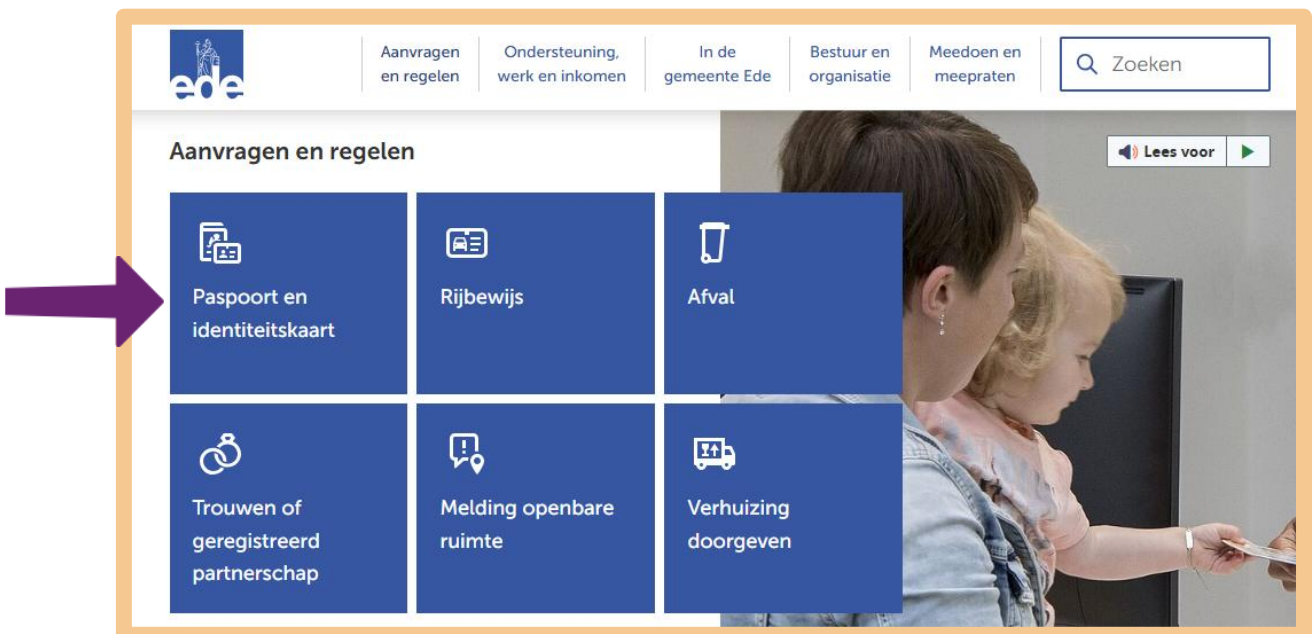 ede
Aanvragen
en regelen
Ondersteuning,
werk en inkomen
In de
gemeente Ede
Bestuur en
organisatie
Meedoen en
meepraten
Zoeken
Aanvragen en regelen
Lees voor
Paspoort en
identiteitskaart
Rijbewijs
Afval
Trouwen of
geregistreerd
partnerschap
Melding openbare
ruimte
Verhuizing
doorgeven